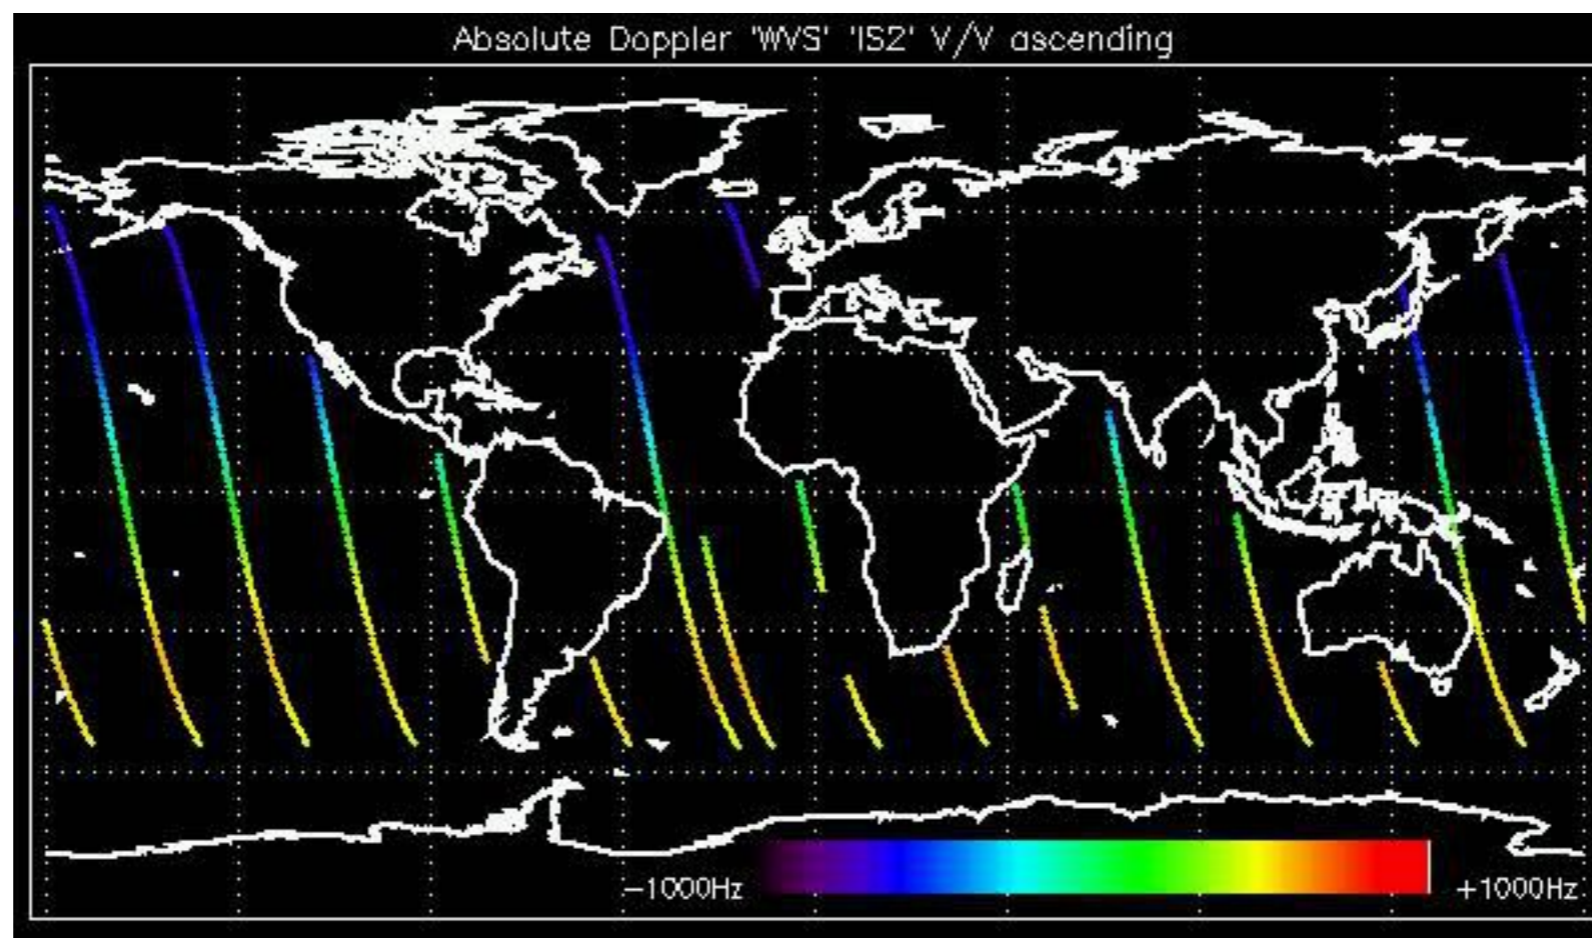 Absolute Doppler 'WVS' 'IS2' V/V ascending
−1000Hz +1000Hz